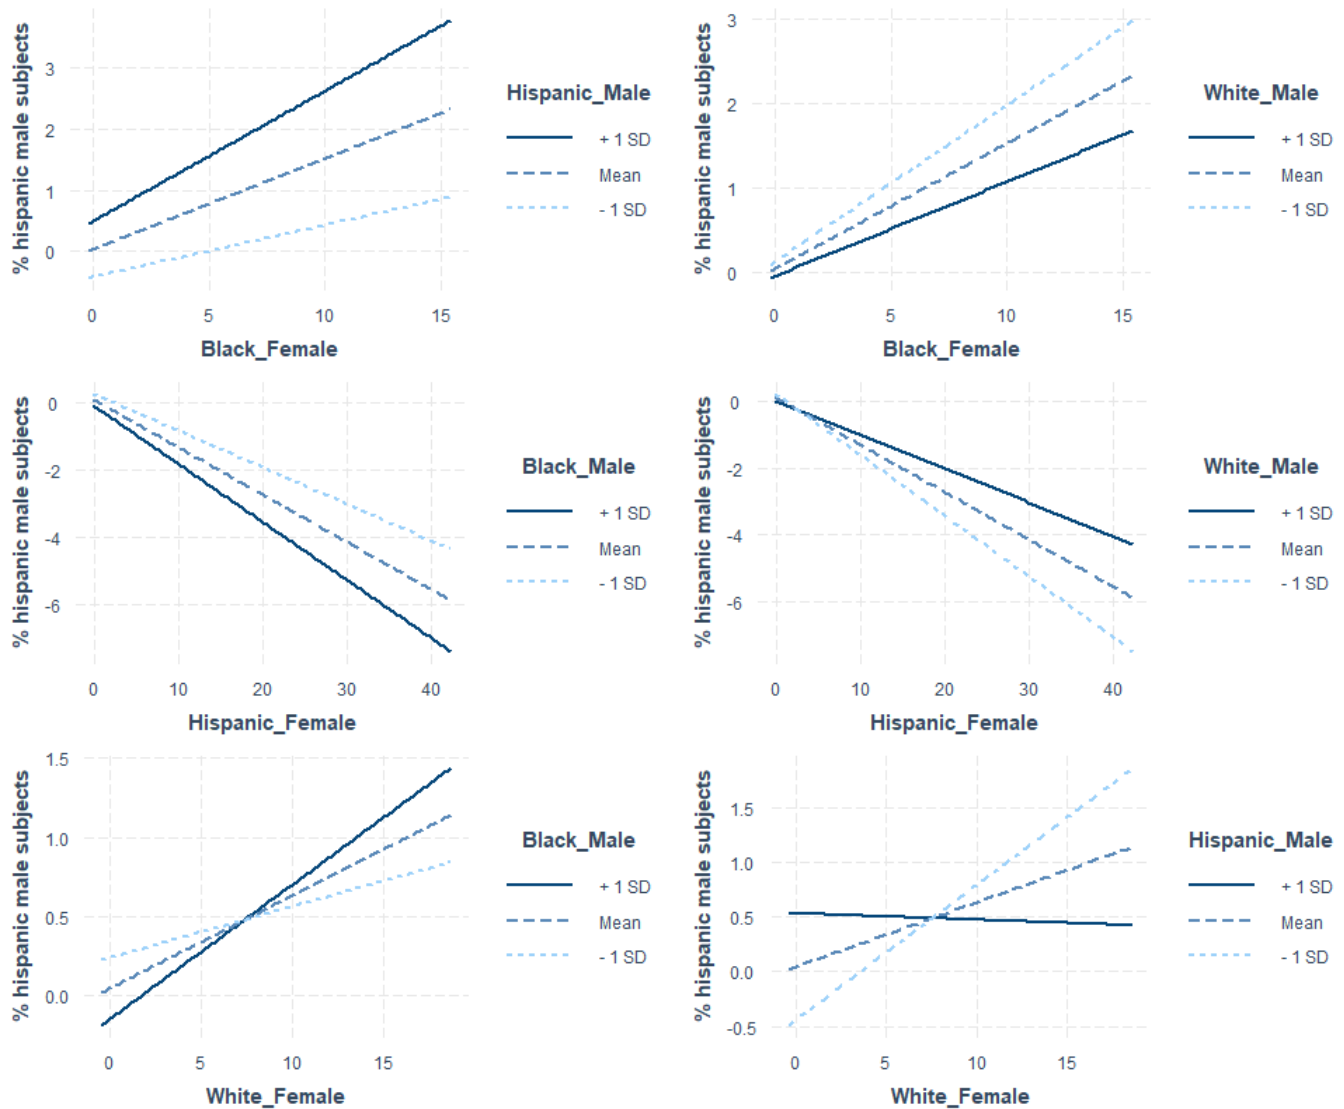 % hispanic male subjects
3
2
1
0
0 5 10 15
Black_Female
Hispanic_Male
+ 1 SD
Mean
- 1 SD
% hispanic male subjects
3
2
1
0
0 5 10 15
Black_Female
White_Male
+ 1 SD
Mean
- 1 SD
% hispanic male subjects
0
-2
-4
-6
0 10 20 30 40
Hispanic_Female
Black_Male
+ 1 SD
Mean
- 1 SD
% hispanic male subjects
0
-2
-4
-6
0 10 20 30 40
Hispanic_Female
White_Male
+ 1 SD
Mean
- 1 SD
% hispanic male subjects
1.5
1.0
0.5
0.0
0 5 10 15
White_Female
Black_Male
+ 1 SD
Mean
- 1 SD
% hispanic male subjects
1.5
1.0
0.5
0.0
-0.5
0 5 10 15
White_Female
Hispanic_Male
+ 1 SD
Mean
- 1 SD